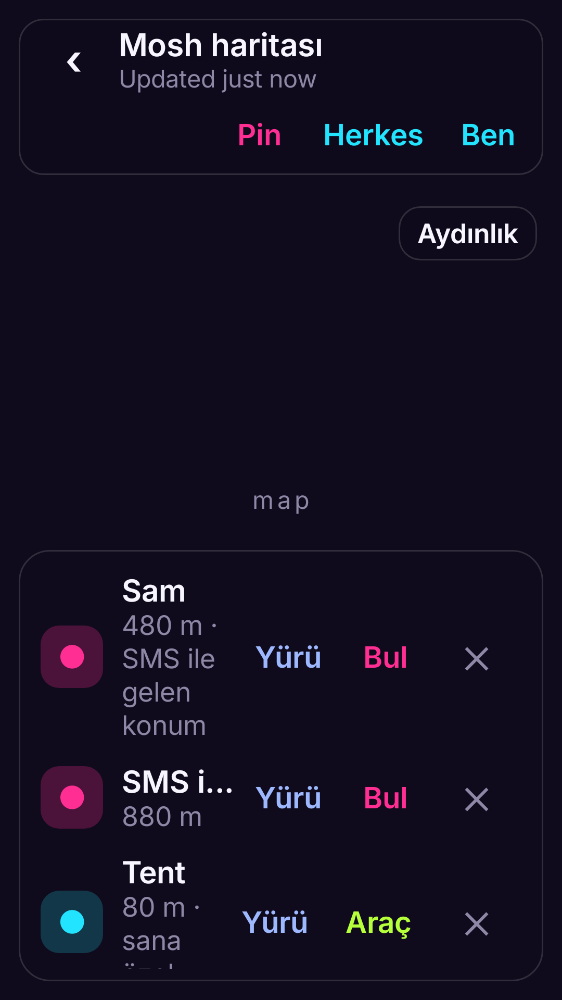 Mosh haritası
Updated just now
Pin Herkes Ben
Aydınlık
map
Sam
480 m ·
SMS ile
gelen
konum
Yürü Bul
SMS i...
880 m
Yürü Bul
Tent
80 m ·
sana
Yürü Araç